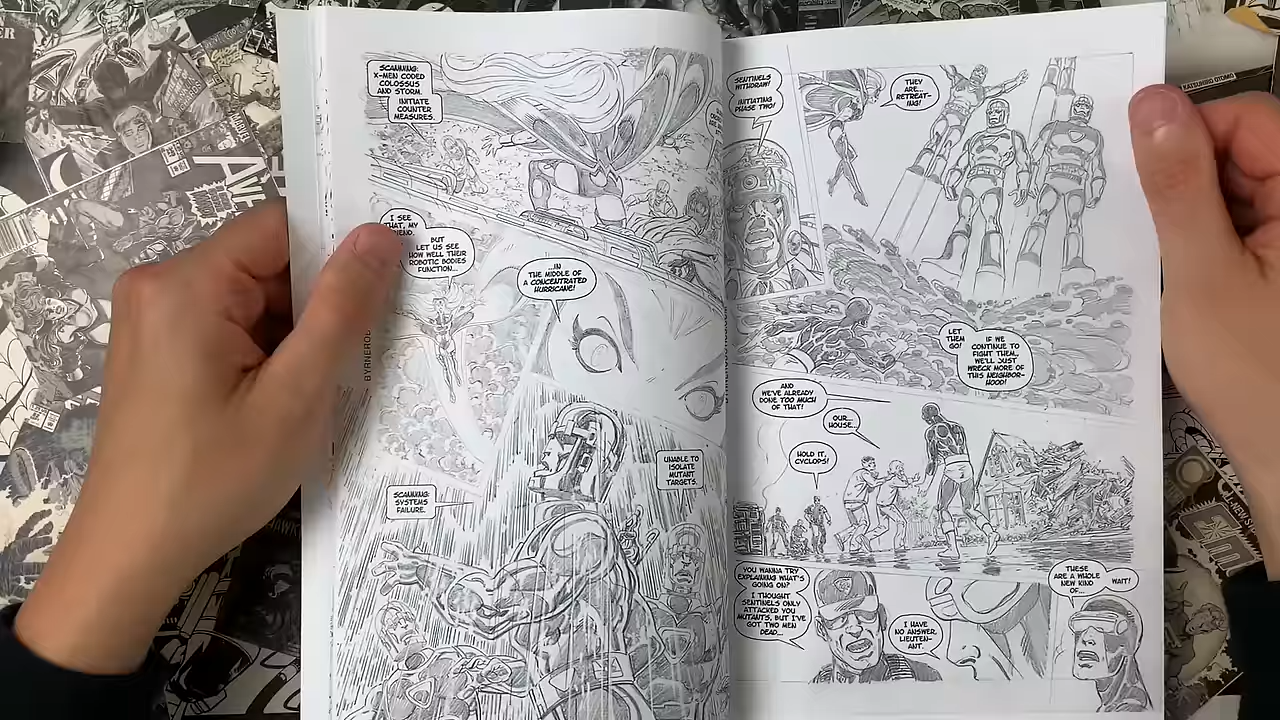 SCANNING:
X-MEN CODED
COLOSSUS
AND STORM.
INITIATE
COUNTER
MEASURES.
I SEE
THAT, MY
BUT
LET US SEE
HOW WELL THEIR
ROBOTIC BODIES
FUNCTION...
...IN
THE MIDDLE OF
A CONCENTRATED
HURRICANE!
SCANNING:
SYSTEMS
FAILURE.
UNABLE TO
ISOLATE
MUTANT
TARGETS.
SENTINELS
WITHDRAW!
INITIATING
PHASE TWO!
THEY
ARE...
RETREAT-
ING!
LET
THEM
GO!
IF WE
CONTINUE TO
FIGHT THEM,
WE'LL JUST
WRECK MORE OF
THIS NEIGHBOR-
HOOD!
AND
WE'VE ALREADY
DONE TOO MUCH
OF THAT!
OUR...
HOUSE...
HOLD IT,
CYCLOPS!
YOU WANNA TRY
EXPLAINING WHAT'S
GOING ON?
I THOUGHT
SENTINELS ONLY
ATTACKED YOU
MUTANTS, BUT I'VE
GOT TWO MEN
DEAD...
I HAVE
NO ANSWER,
LIEUTEN-
ANT.
THESE
ARE A WHOLE
NEW KIND
OF...
WAIT!
KATSUHIRO OTOMO